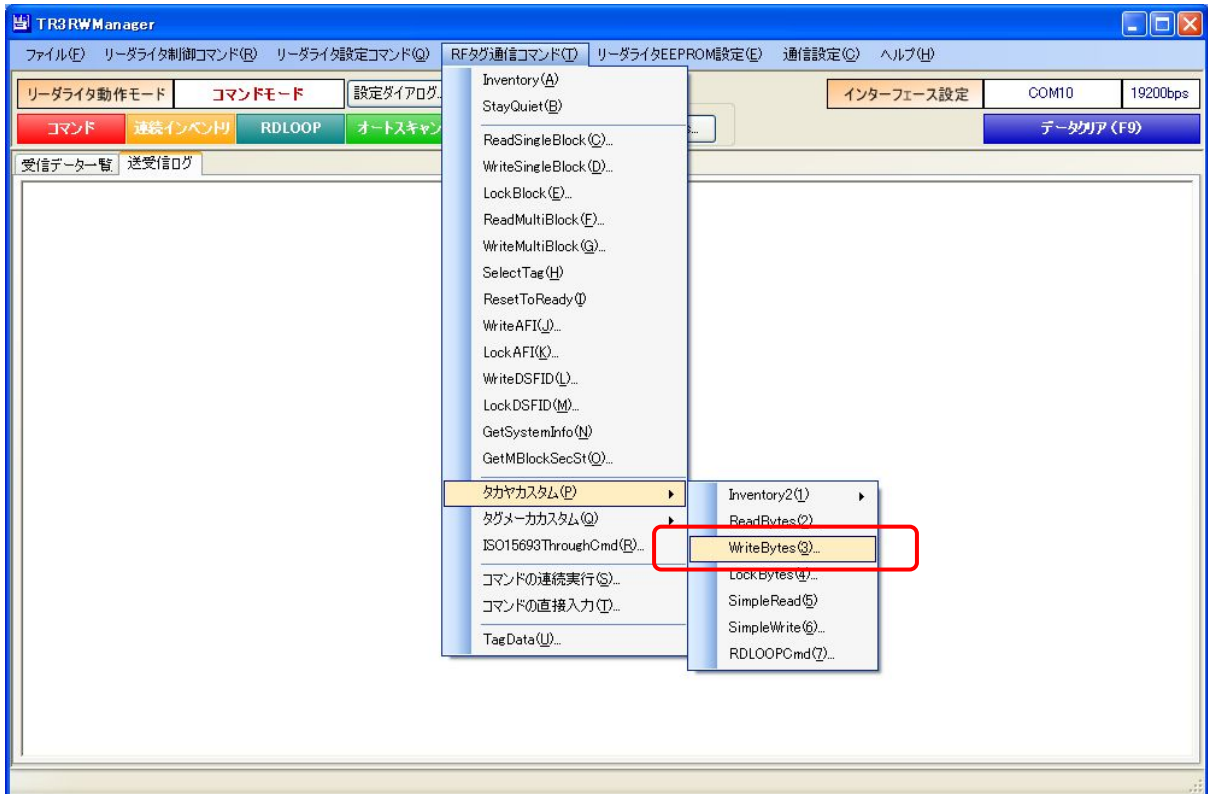 TR3RWManager
ファイル(F) リーダライタ制御コマンド(R) リーダライタ設定コマンド(Q) RFタグ通信コマンド(T) リーダライタEEPROM設定(E) 通信設定(C) ヘルプ(H)
リーダライタ動作モード コマンドモード 設定ダイアログ... インターフェース設定 COM10 19200bps
コマンド 連続インベントリ RDLOOP オートスキャン データクリア (F9)
受信データ一覧 送受信ログ
Inventory(A)
StayQuiet(B)
ReadSingleBlock(C)...
WriteSingleBlock(D)...
LockBlock(E)...
ReadMultiBlock(F)...
WriteMultiBlock(G)...
SelectTag(H)
ResetToReady(I)
WriteAFI(J)...
LockAFI(K)...
WriteDSFID(L)...
LockDSFID(M)...
GetSystemInfo(N)
GetMBlockSecSt(O)...
タカヤカスタム(P)
タグメーカカスタム(Q)
ISO15693ThroughCmd(R)...
コマンドの連続実行(S)...
コマンドの直接入力(T)...
TagData(U)...
Inventory2(1)
ReadBytes(2)
WriteBytes(3)...
LockBytes(4)...
SimpleRead(5)
SimpleWrite(6)...
RDLOOPCmd(7)...